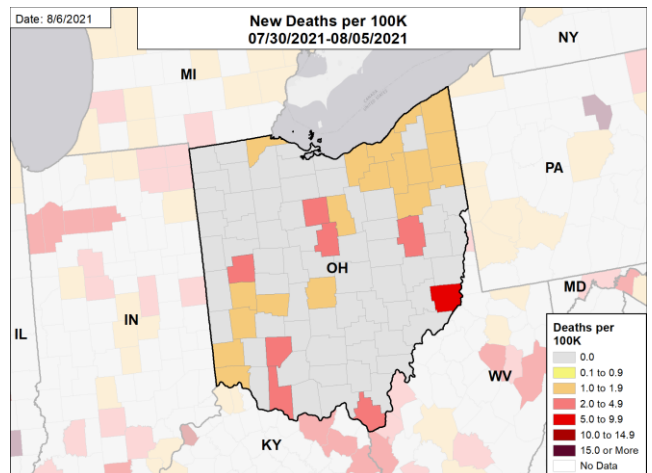 Date: 8/6/2021
New Deaths per 100K
07/30/2021-08/05/2021
NY
MI
PA
OH
MD
IN
IL
WV
KY
Deaths per
100K
0.0
0.1 to 0.9
1.0 to 1.9
2.0 to 4.9
5.0 to 9.9
10.0 to 14.9
15.0 or More
No Data